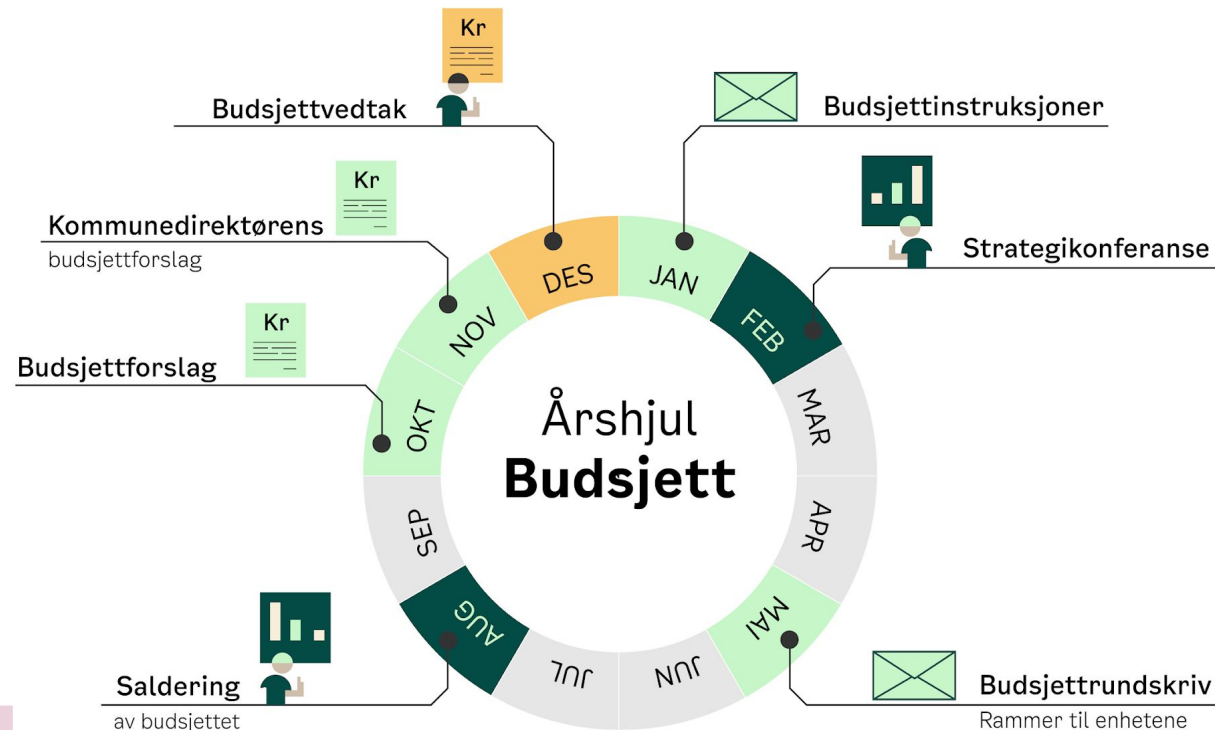 Kr
Budsjettvedtak
Budsjettinstruksjoner
Kr
Kommunedirektørens
budsjettforslag
Strategikonferanse
Kr
Budsjettforslag
DES
JAN
NOV
FEB
OKT
MAR
Årshjul
Budsjett
SEP
APR
AUG
MAI
JUL
JUN
Saldering
av budsjettet
Budsjettrundskriv
Rammer til enhetene